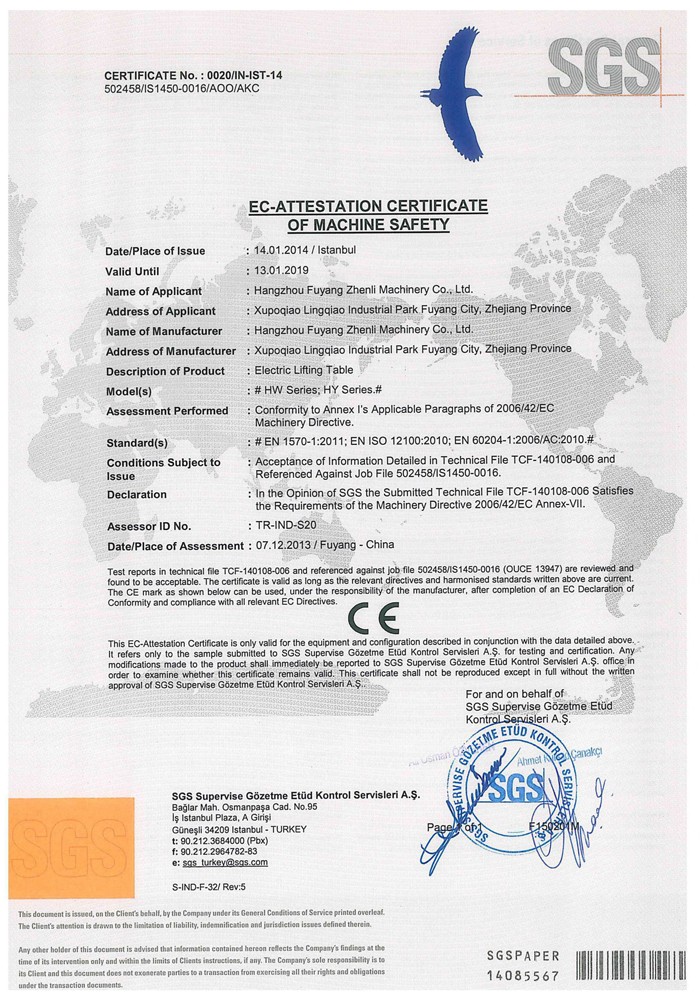 SGS
CERTIFICATE No. : 0020/IN-IST-14
502458/IS1450-0016/AOO/AKC
EC-ATTESTATION CERTIFICATE
OF MACHINE SAFETY
Date/Place of Issue : 14.01.2014 / Istanbul
Valid Until : 13.01.2019
Name of Applicant : Hangzhou Fuyang Zhenli Machinery Co., Ltd.
Address of Applicant : Xupoqiao Lingqiao Industrial Park Fuyang City, Zhejiang Province
Name of Manufacturer : Hangzhou Fuyang Zhenli Machinery Co., Ltd.
Address of Manufacturer : Xupoqiao Lingqiao Industrial Park Fuyang City, Zhejiang Province
Description of Product : Electric Lifting Table
Model(s) : # HW Series; HY Series.#
Assessment Performed : Conformity to Annex I's Applicable Paragraphs of 2006/42/EC
Machinery Directive.
Standard(s) : # EN 1570-1:2011; EN ISO 12100:2010; EN 60204-1:2006/AC:2010.#
Conditions Subject to : Acceptance of Information Detailed in Technical File TCF-140108-006 and
Issue Referenced Against Job File 502458/IS1450-0016.
Declaration : In the Opinion of SGS the Submitted Technical File TCF-140108-006 Satisfies
the Requirements of the Machinery Directive 2006/42/EC Annex-VII.
Assessor ID No. : TR-IND-S20
Date/Place of Assessment : 07.12.2013 / Fuyang - China
Test reports in technical file TCF-140108-006 and referenced against job file 502458/IS1450-0016 (OUCE 13947) are reviewed and
found to be acceptable. The certificate is valid as long as the relevant directives and harmonised standards written above are current.
The CE mark as shown below can be used, under the responsibility of the manufacturer, after completion of an EC Declaration of
Conformity and compliance with all relevant EC Directives.
CE
This EC-Attestation Certificate is only valid for the equipment and configuration described in conjunction with the data detailed above.
It refers only to the sample submitted to SGS Supervise Gözetme Etüd Kontrol Servisleri A.Ş. for testing and certification. Any
modifications made to the product shall immediately be reported to SGS Supervise Gözetme Etüd Kontrol Servisleri A.Ş. office in
order to examine whether this certificate remains valid. This certificate shall not be reproduced except in full without the written
approval of SGS Supervise Gözetme Etüd Kontrol Servisleri A.Ş..
For and on behalf of
SGS Supervise Gözetme Etüd
Kontrol Servisleri A.Ş.
SGS
Page 1 of 1
SGS Supervise Gözetme Etüd Kontrol Servisleri A.Ş.
Bağlar Mah. Osmanpaşa Cad. No.95
İş Istanbul Plaza, A Girişi
Güneşli 34209 Istanbul - TURKEY
t: 90.212.3684000 (Pbx)
f: 90.212.2964782-83
e: sgs_turkey@sgs.com
S-IND-F-32/ Rev:5
SGS
This document is issued, on the Client's behalf, by the Company under its General Conditions of Service printed overleaf.
The Client's attention is drawn to the limitation of liability, indemnification and jurisdiction issues defined therein.
Any other holder of this document is advised that information contained hereon reflects the Company's findings at the
time of its intervention only and within the limits of Client's instructions, if any. The Company's sole responsibility is to
its Client and this document does not exonerate parties to a transaction from exercising all their rights and obligations
under the transaction documents.
SGSPAPER
14085567